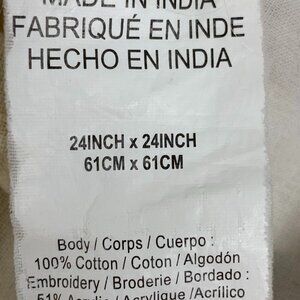 MADE IN INDIA
FABRIQUÉ EN INDE
HECHO EN INDIA
24INCH x 24INCH
61CM x 61CM
Body / Corps / Cuerpo :
100% Cotton / Coton / Algodón
Embroidery / Broderie / Bordado :
51% Acrylic / Acrylique / Acrílico